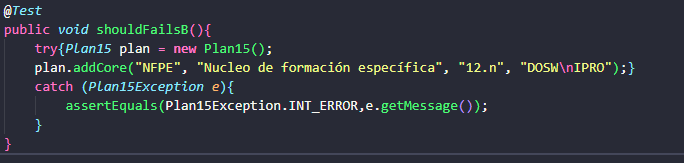 @Test
public void shouldFailsB(){
try{Plan15 plan = new Plan15();
plan.addCore("NFPE", "Nucleo de formación específica", "12.n", "DOSW\nIPRO");}
catch (Plan15Exception e){
assertEquals(Plan15Exception.INT_ERROR,e.getMessage());
}
}